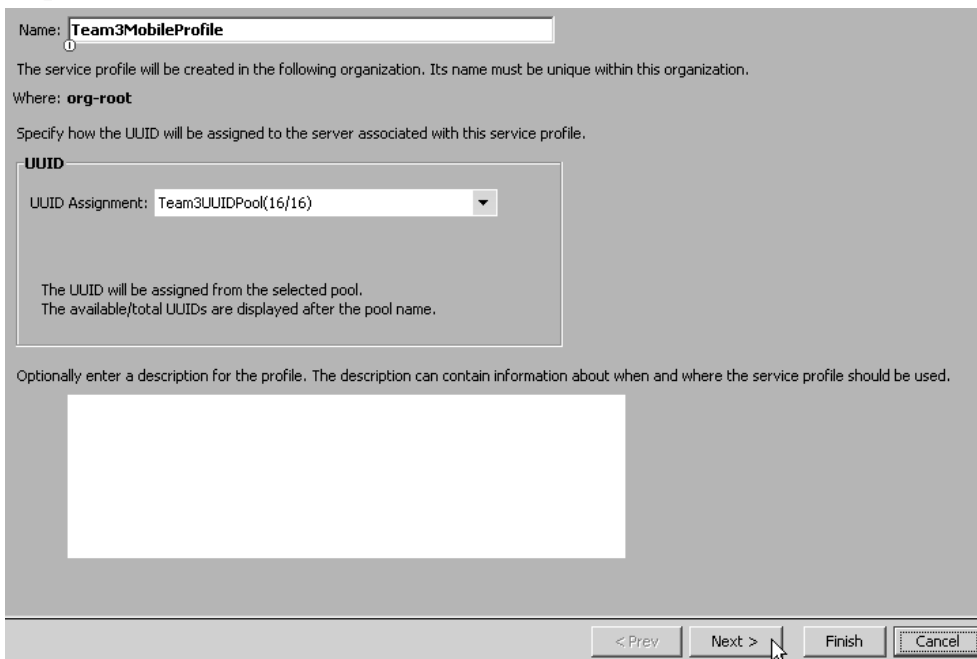 Name: Team3MobileProfile
The service profile will be created in the following organization. Its name must be unique within this organization.
Where: org-root
Specify how the UUID will be assigned to the server associated with this service profile.
UUID
UUID Assignment: Team3UUIDPool(16/16)
The UUID will be assigned from the selected pool.
The available/total UUIDs are displayed after the pool name.
Optionally enter a description for the profile. The description can contain information about when and where the service profile should be used.
< Prev Next > Finish Cancel